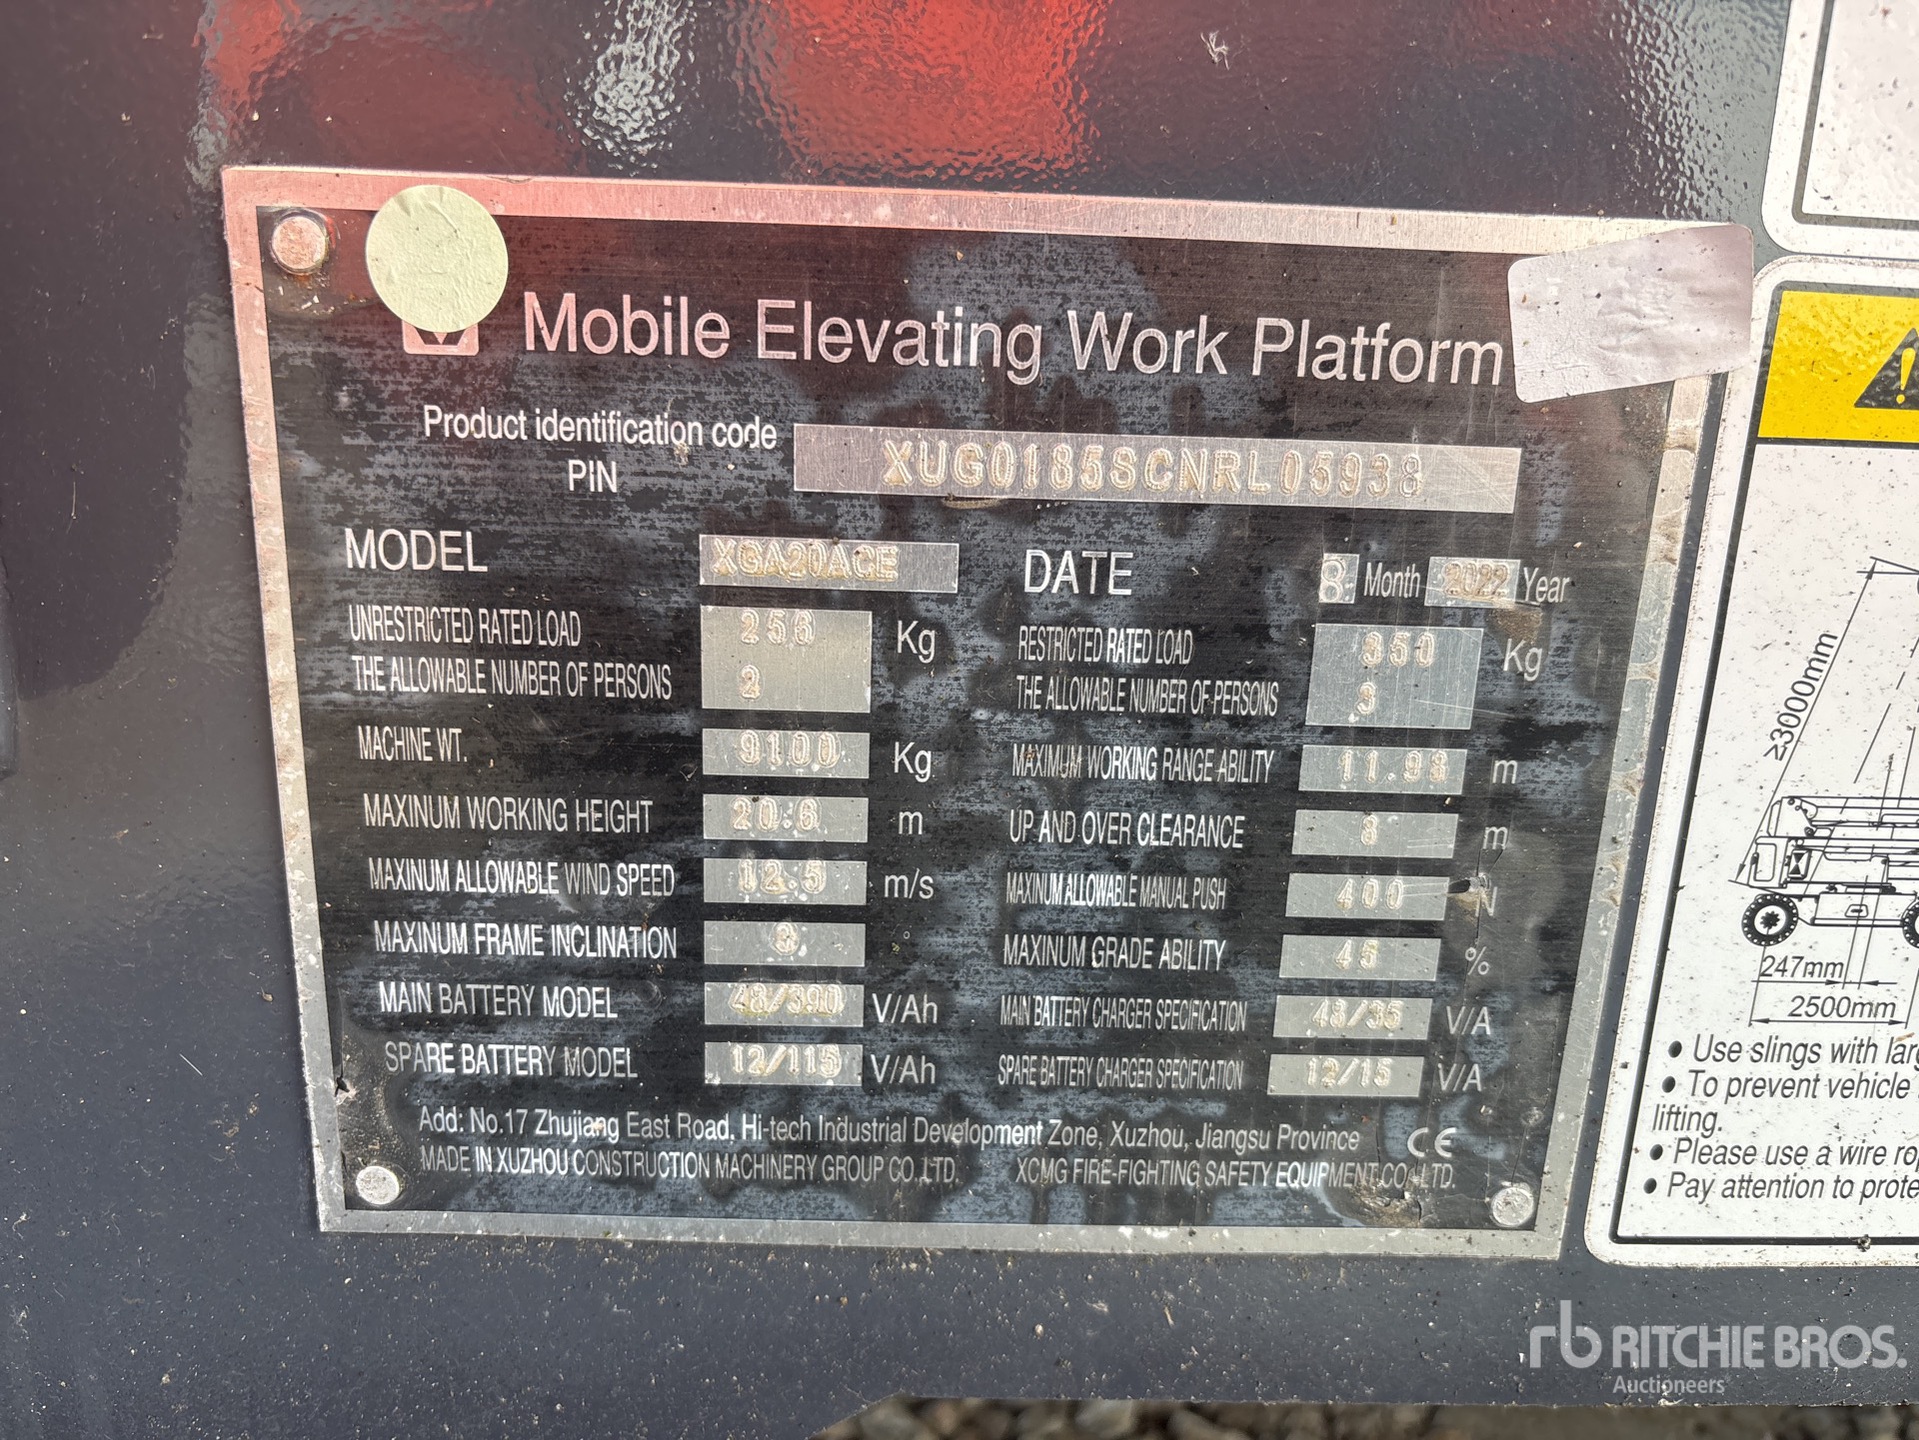 Mobile Elevating Work Platform
Product identification code
PIN
XUG0185SCNRL05938
MODEL XGA20ACE DATE 8 Month 2022 Year
UNRESTRICTED RATED LOAD 256 Kg RESTRICTED RATED LOAD 350 Kg
THE ALLOWABLE NUMBER OF PERSONS 2 THE ALLOWABLE NUMBER OF PERSONS 3
MACHINE WT. 9100 Kg MAXIMUM WORKING RANGE ABILITY 11.98 m
MAXINUM WORKING HEIGHT 20.6 m UP AND OVER CLEARANCE 8 m
MAXINUM ALLOWABLE WIND SPEED 12.5 m/s MAXINUM ALLOWABLE MANUAL PUSH 400 N
MAXINUM FRAME INCLINATION 3 ° MAXINUM GRADE ABILITY 45 %
MAIN BATTERY MODEL 48/390 V/Ah MAIN BATTERY CHARGER SPECIFICATION 48/35 V/A
SPARE BATTERY MODEL 12/115 V/Ah SPARE BATTERY CHARGER SPECIFICATION 12/15 V/A
Add: No.17 Zhujiang East Road, Hi-tech Industrial Development Zone, Xuzhou, Jiangsu Province CE
MADE IN XUZHOU CONSTRUCTION MACHINERY GROUP CO.,LTD. XCMG FIRE-FIGHTING SAFETY EQUIPMENT CO.,LTD.
≥3000mm
247mm
2500mm
• Use slings with
• To prevent vehicle
lifting.
• Please use a wire
• Pay attention to
rb RITCHIE BROS.
Auctioneers